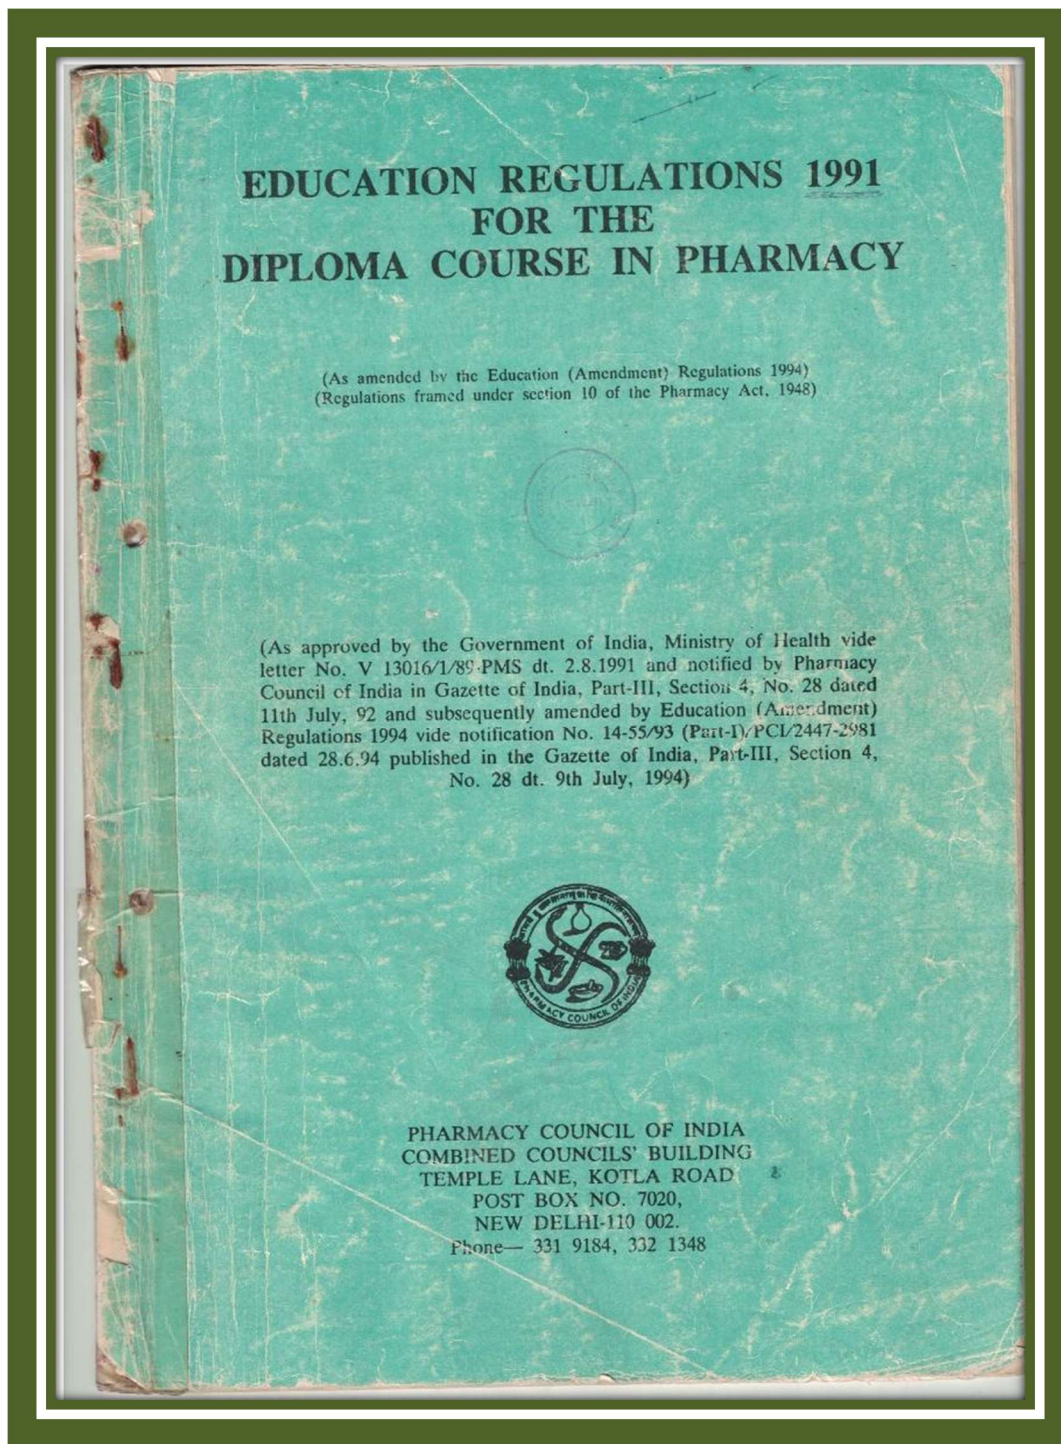 EDUCATION REGULATIONS 1991
FOR THE
DIPLOMA COURSE IN PHARMACY
(As amended by the Education (Amendment) Regulations 1994)
(Regulations framed under section 10 of the Pharmacy Act, 1948)
(As approved by the Government of India, Ministry of Health vide
letter No. V 13016/1/89-PMS dt. 2.8.1991 and notified by Pharmacy
Council of India in Gazette of India, Part-III, Section 4, No. 28 dated
11th July, 92 and subsequently amended by Education (Amendment)
Regulations 1994 vide notification No. 14-55/93 (Part-I)/PCI/2447-2981
dated 28.6.94 published in the Gazette of India, Part-III, Section 4,
No. 28 dt. 9th July, 1994)
PHARMACY COUNCIL OF INDIA
PHARMACY COUNCIL OF INDIA
COMBINED COUNCILS' BUILDING
TEMPLE LANE, KOTLA ROAD
POST BOX NO. 7020,
NEW DELHI-110 002.
Phone— 331 9184, 332 1348